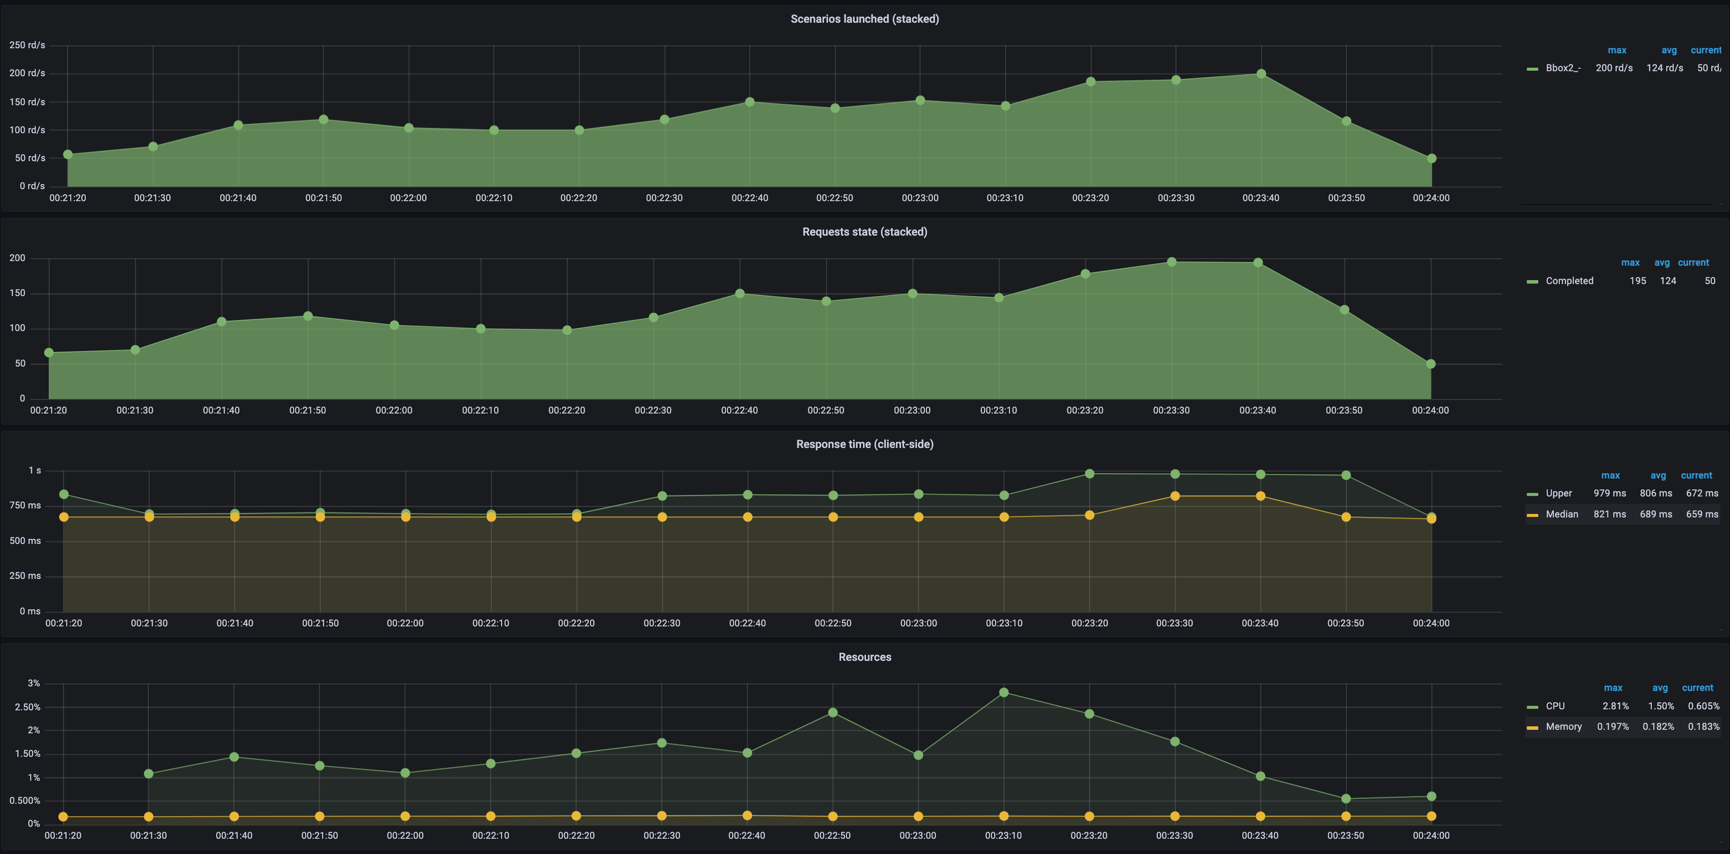 Scenarios launched (stacked)
250 rd/s
200 rd/s
150 rd/s
100 rd/s
50 rd/s
0 rd/s
00:21:20 00:21:30 00:21:40 00:21:50 00:22:00 00:22:10 00:22:20 00:22:30 00:22:40 00:22:50 00:23:00 00:23:10 00:23:20 00:23:30 00:23:40 00:23:50 00:24:00
max avg current
Bbox2_- 200 rd/s 124 rd/s 50 rd/
Requests state (stacked)
200
150
100
50
0
00:21:20 00:21:30 00:21:40 00:21:50 00:22:00 00:22:10 00:22:20 00:22:30 00:22:40 00:22:50 00:23:00 00:23:10 00:23:20 00:23:30 00:23:40 00:23:50 00:24:00
max avg current
Completed 195 124 50
Response time (client-side)
1 s
750 ms
500 ms
250 ms
0 ms
00:21:20 00:21:30 00:21:40 00:21:50 00:22:00 00:22:10 00:22:20 00:22:30 00:22:40 00:22:50 00:23:00 00:23:10 00:23:20 00:23:30 00:23:40 00:23:50 00:24:00
max avg current
Upper 979 ms 806 ms 672 ms
Median 821 ms 689 ms 659 ms
Resources
3%
2.50%
2%
1.50%
1%
0.500%
0%
00:21:20 00:21:30 00:21:40 00:21:50 00:22:00 00:22:10 00:22:20 00:22:30 00:22:40 00:22:50 00:23:00 00:23:10 00:23:20 00:23:30 00:23:40 00:23:50 00:24:00
max avg current
CPU 2.81% 1.50% 0.605%
Memory 0.197% 0.182% 0.183%